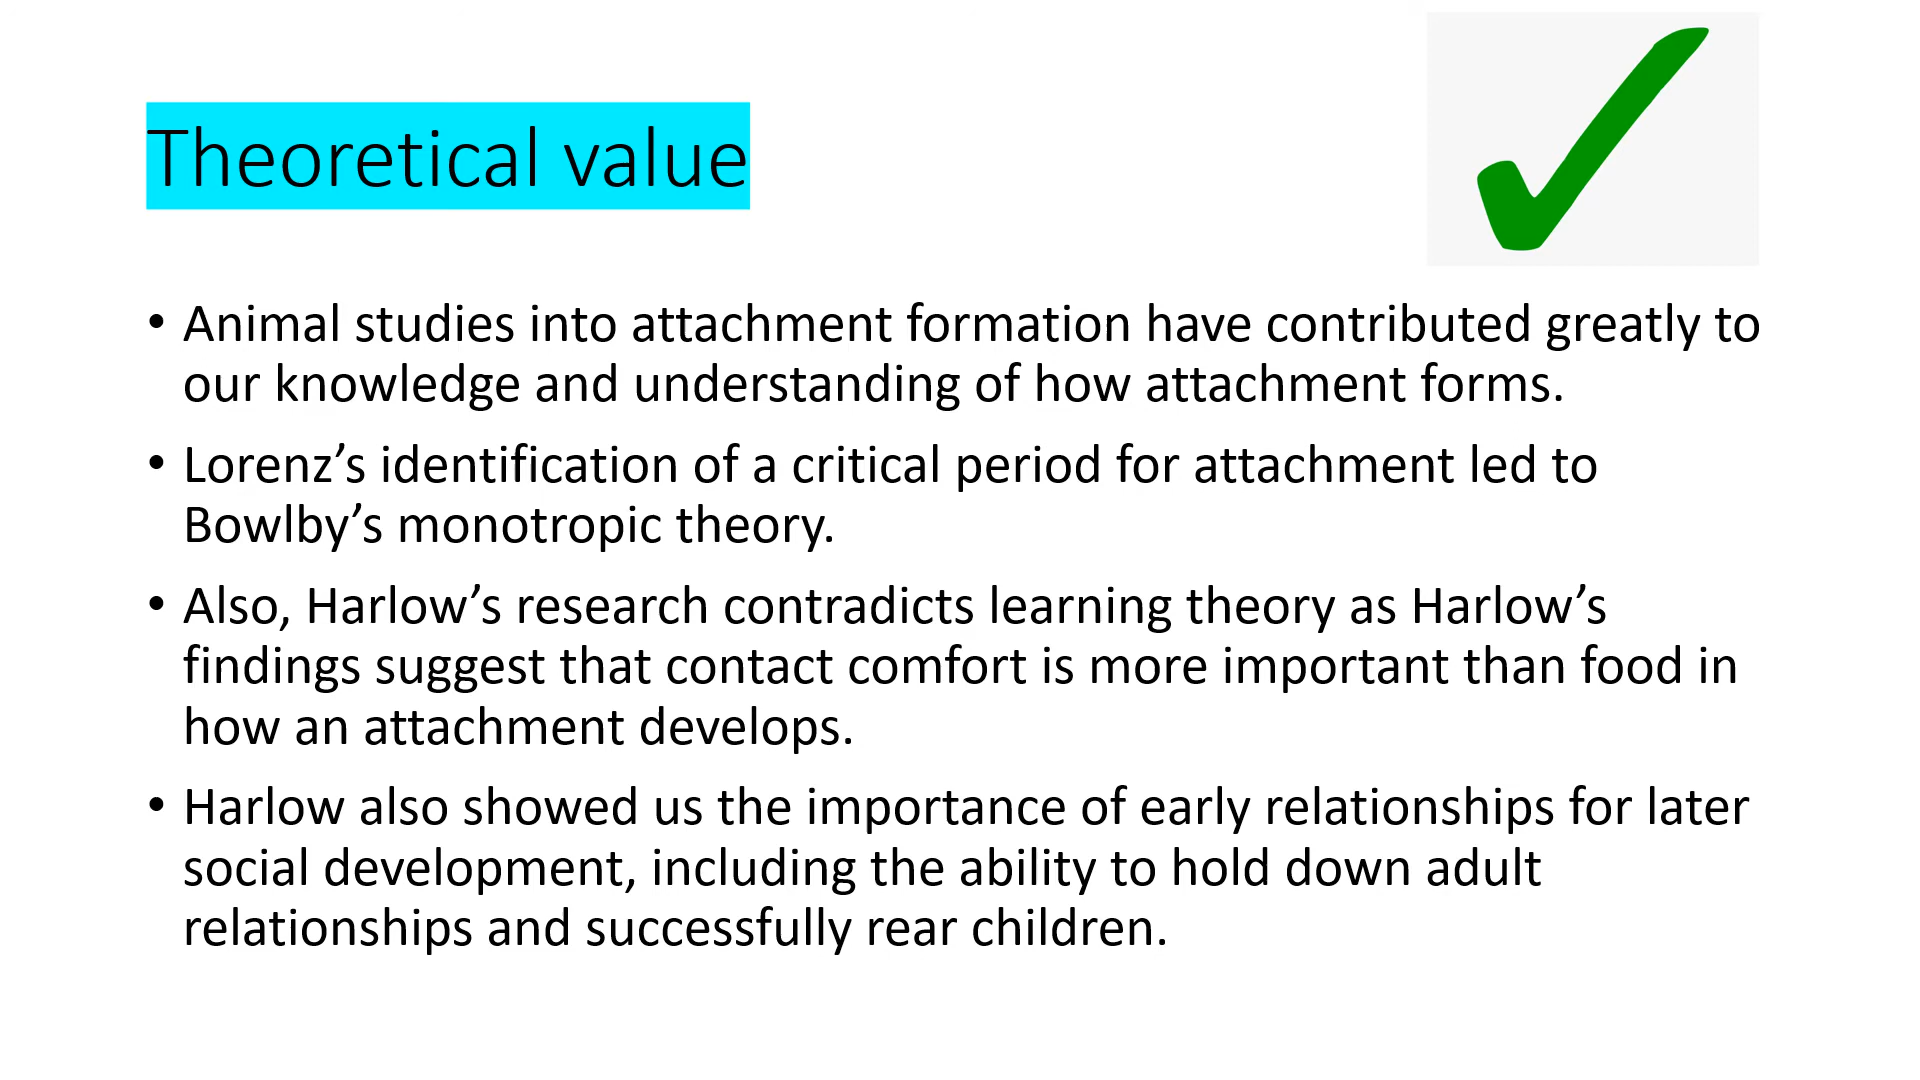 Theoretical value
• Animal studies into attachment formation have contributed greatly to
our knowledge and understanding of how attachment forms.
• Lorenz’s identification of a critical period for attachment led to
Bowlby’s monotropic theory.
• Also, Harlow’s research contradicts learning theory as Harlow’s
findings suggest that contact comfort is more important than food in
how an attachment develops.
• Harlow also showed us the importance of early relationships for later
social development, including the ability to hold down adult
relationships and successfully rear children.